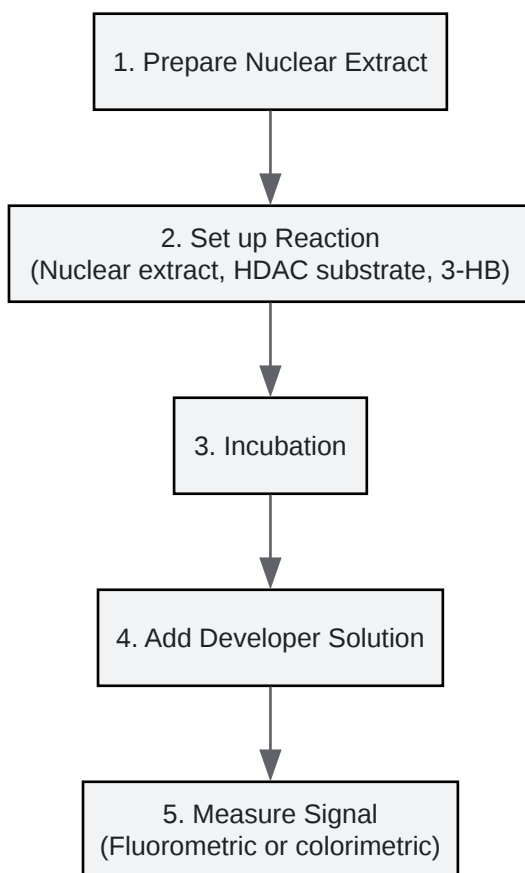 1. Prepare Nuclear Extract
2. Set up Reaction
(Nuclear extract, HDAC substrate, 3-HB)
3. Incubation
4. Add Developer Solution
5. Measure Signal
(Fluorometric or colorimetric)